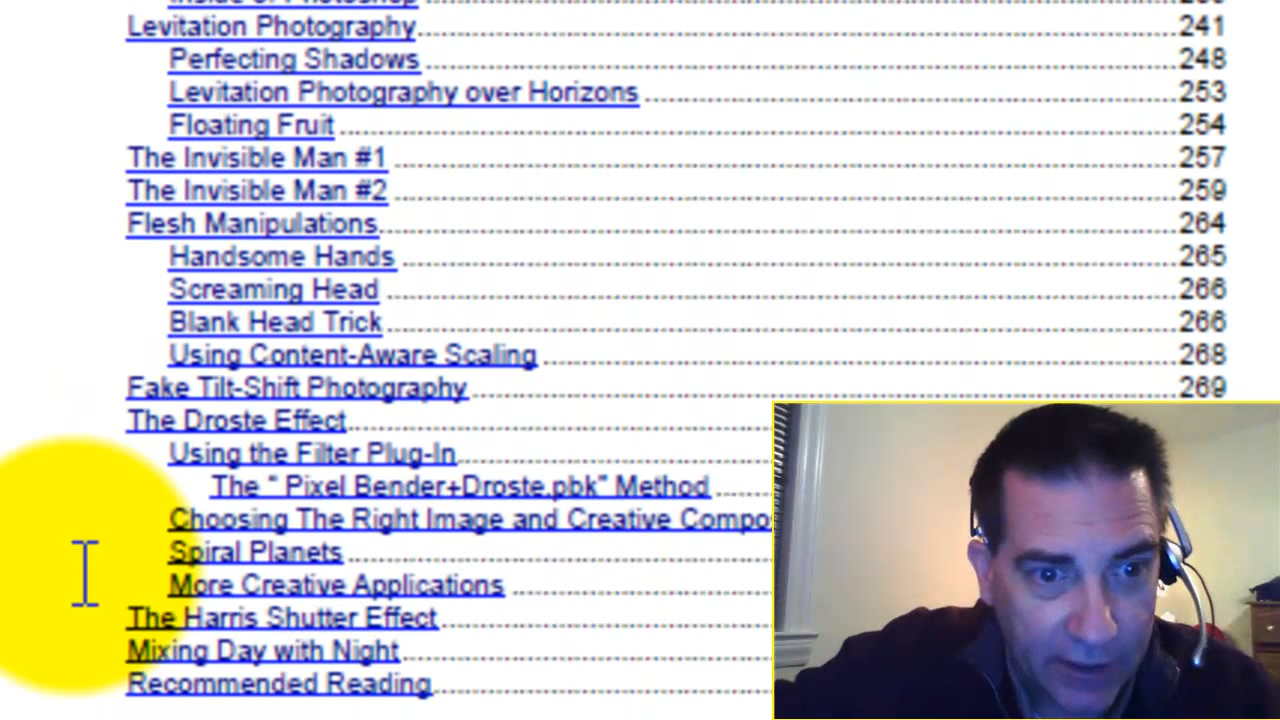 Inside of Photoshop
Levitation Photography 241
Perfecting Shadows 248
Levitation Photography over Horizons 253
Floating Fruit 254
The Invisible Man #1 257
The Invisible Man #2 259
Flesh Manipulations 264
Handsome Hands 265
Screaming Head 266
Blank Head Trick 266
Using Content-Aware Scaling 268
Fake Tilt-Shift Photography 269
The Droste Effect
Using the Filter Plug-In
The “ Pixel Bender+Droste.pbk” Method
Choosing The Right Image and Creative Compo
Spiral Planets
More Creative Applications
The Harris Shutter Effect
Mixing Day with Night
Recommended Reading